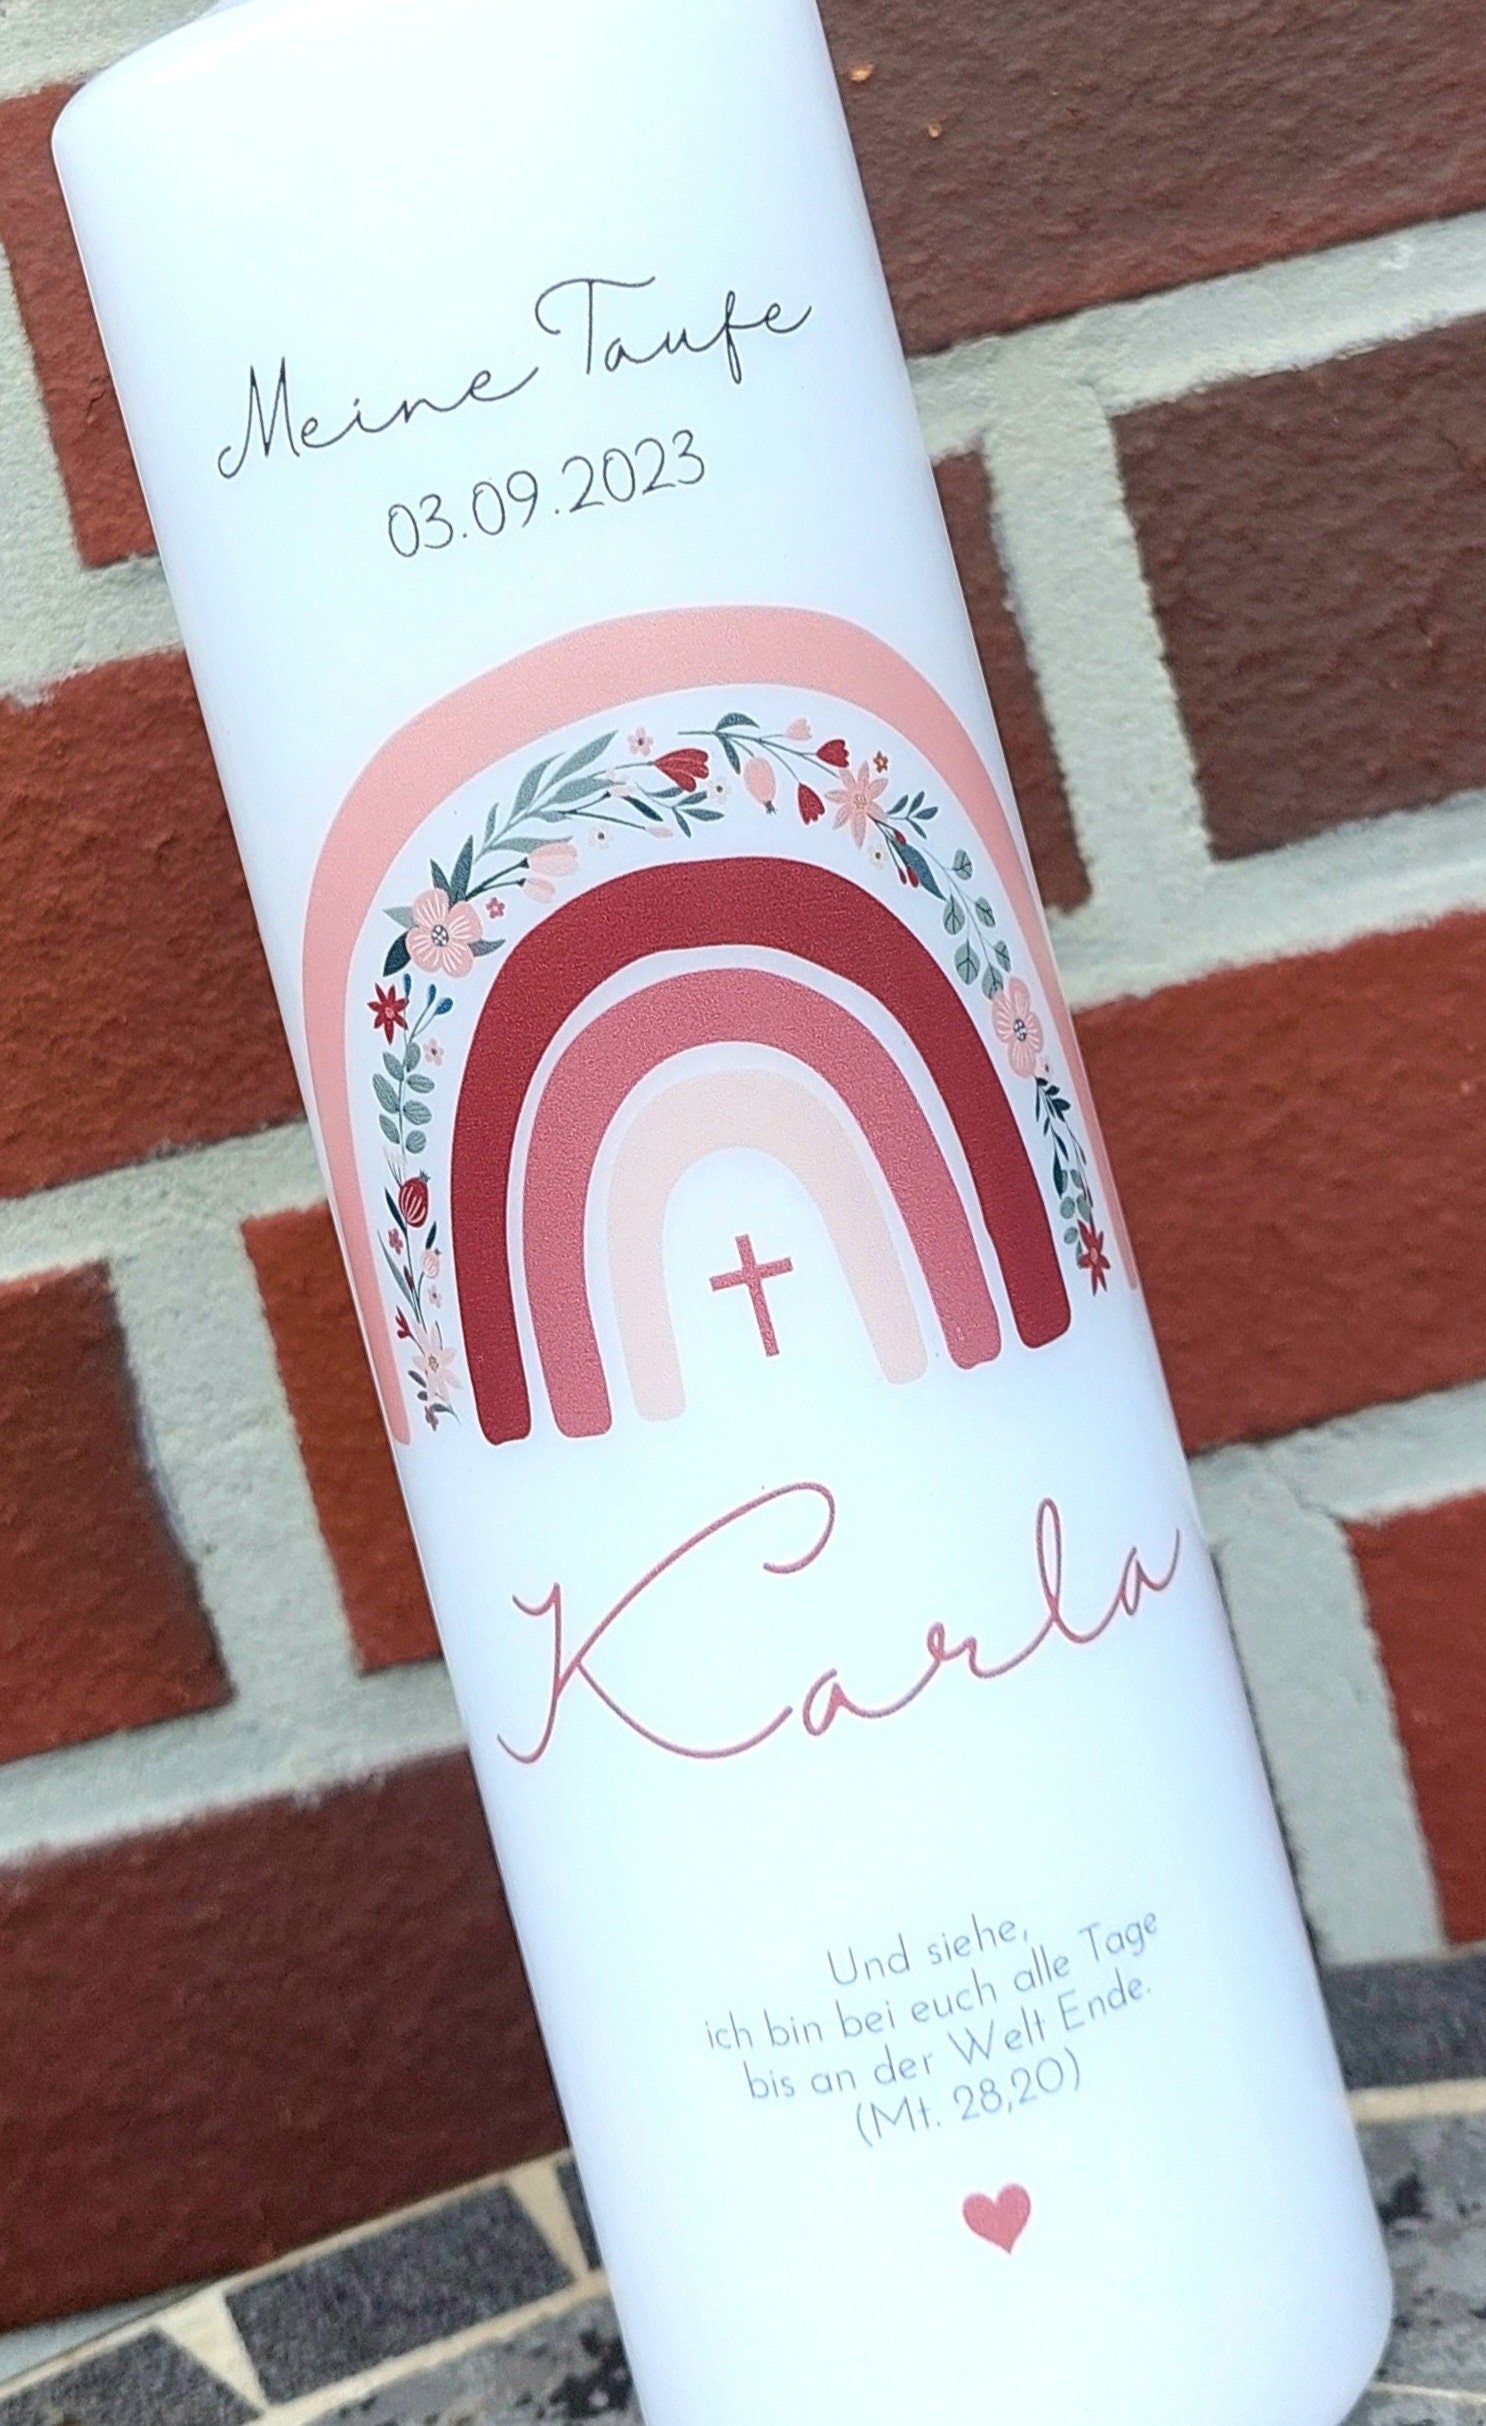 Meine Taufe
03.09.2023
Karla
Und siehe,
ich bin bei euch alle Tage
bis an der Welt Ende.
(Mt. 28,20)